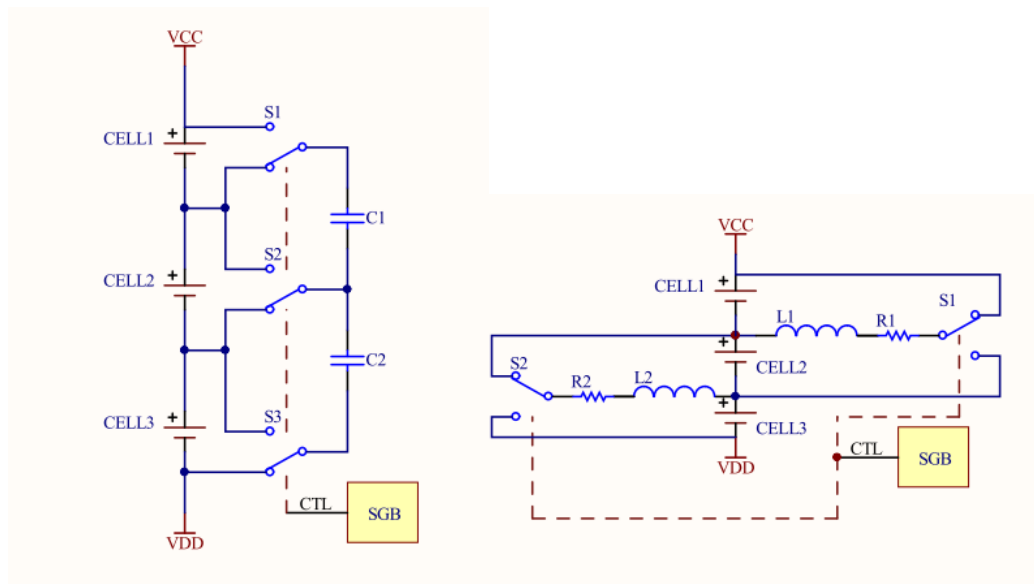 VCC
S1
+
CELL1
C1
S2
+
CELL2
C2
+
CELL3
S3
CTL
SGB
VDD
VCC
+
CELL1
S1
L1
R1
+
CELL2
S2
R2
L2
+
CELL3
VDD
CTL
SGB